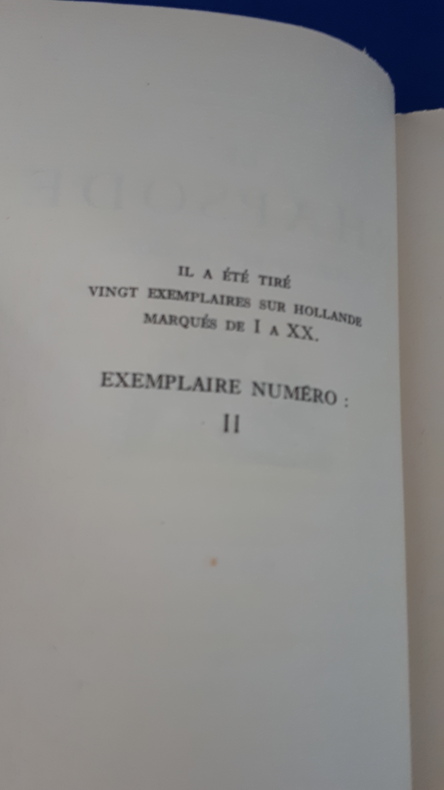 IL A ÉTÉ TIRÉ
VINGT EXEMPLAIRES SUR HOLLANDE
MARQUÉS DE I A XX.
EXEMPLAIRE NUMÉRO :
II